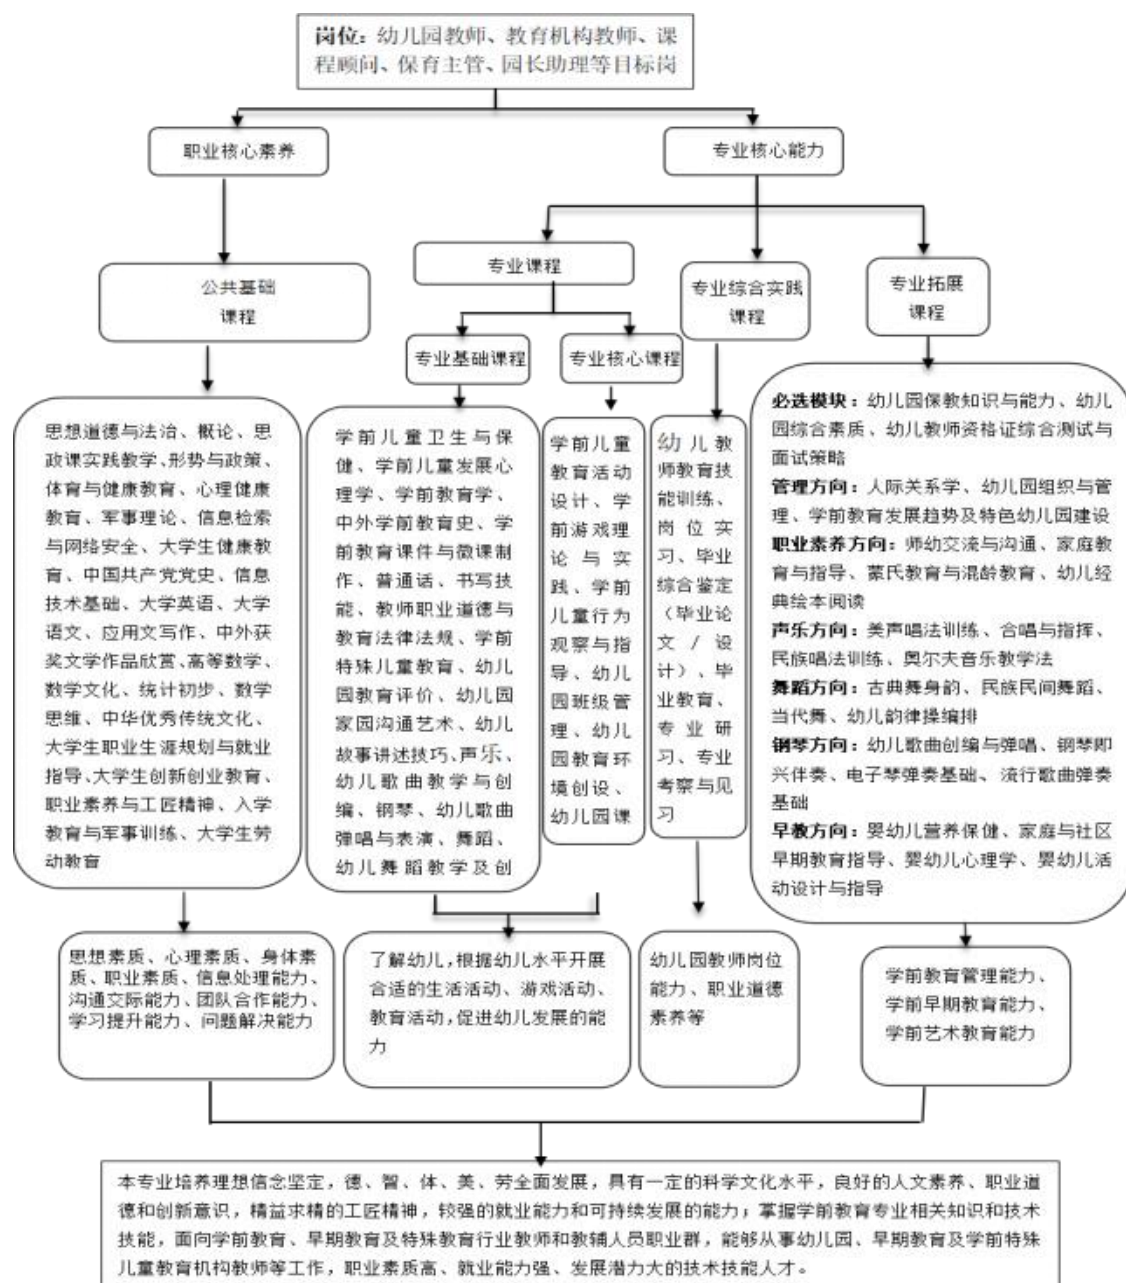 岗位：幼儿园教师、教育机构教师、课
程顾问、保育主管、园长助理等目标岗
职业核心素养
专业核心能力
公共基础
课程
专业课程
专业综合实践
课程
专业拓展
课程
专业基础课程
专业核心课程
思想道德与法治、概论、思
政课实践教学、形势与政策、
体育与健康教育、心理健康
教育、军事理论、信息检索
与网络安全、大学生健康教
育、中国共产党党史、信息
技术基础、大学英语、大学
语文、应用文写作、中外获
奖文学作品欣赏、高等数学、
数学文化、统计初步、数学
思维、中华优秀传统文化、
大学生职业生涯规划与就业
指导、大学生创新创业教育、
职业素养与工匠精神、入学
教育与军事训练、大学生劳
动教育
学前儿童卫生与保
健、学前儿童发展心
理学、学前教育学、
中外学前教育史、学
前教育课件与微课制
作、普通话、书写技
能、教师职业道德与
教育法律法规、学前
特殊儿童教育、幼儿
园教育评价、幼儿园
家园沟通艺术、幼儿
故事讲述技巧、声乐、
幼儿歌曲教学与创
编、钢琴、幼儿歌曲
弹唱与表演、舞蹈、
幼儿舞蹈教学及创
学前儿童
教育活动
设计、学
前游戏理
论与实
践、学前
儿童行为
观察与指
导、幼儿
园班级管
理、幼儿
园教育环
境创设、
幼儿园课
幼儿教
师教育技
能训练、
岗位实
习、毕业
综合鉴定
（毕业论
文/设
计）、毕
业教育、
专业研
习、专业
考察与见
习
必选模块：幼儿园保教知识与能力、幼儿
园综合素质、幼儿教师资格证综合测试与
面试策略
管理方向：人际关系学、幼儿园组织与管
理、学前教育发展趋势及特色幼儿园建设
职业素养方向：师幼交流与沟通、家庭教
育与指导、蒙氏教育与混龄教育、幼儿经
典绘本阅读
声乐方向：美声唱法训练、合唱与指挥、
民族唱法训练、奥尔夫音乐教学法
舞蹈方向：古典舞身韵、民族民间舞蹈、
当代舞、幼儿韵律操编排
钢琴方向：幼儿歌曲创编与弹唱、钢琴即
兴伴奏、电子琴弹奏基础、流行歌曲弹奏
基础
早教方向：婴幼儿营养保健、家庭与社区
早期教育指导、婴幼儿心理学、婴幼儿活
动设计与指导
思想素质、心理素质、身体素
质、职业素质、信息处理能力、
沟通交际能力、团队合作能力、
学习提升能力、问题解决能力
了解幼儿，根据幼儿水平开展
合适的生活活动、游戏活动、
教育活动，促进幼儿发展的能
力
幼儿园教师岗位
能力、职业道德
素养等
学前教育管理能力、
学前早期教育能力、
学前艺术教育能力
本专业培养理想信念坚定，德、智、体、美、劳全面发展，具有一定的科学文化水平，良好的人文素养、职业道
德和创新意识，精益求精的工匠精神，较强的就业能力和可持续发展的能力；掌握学前教育专业相关知识和技术
技能，面向学前教育、早期教育及特殊教育行业教师和教辅人员职业群，能够从事幼儿园、早期教育及学前特殊
儿童教育机构教师等工作，职业素质高、就业能力强、发展潜力大的技术技能人才。